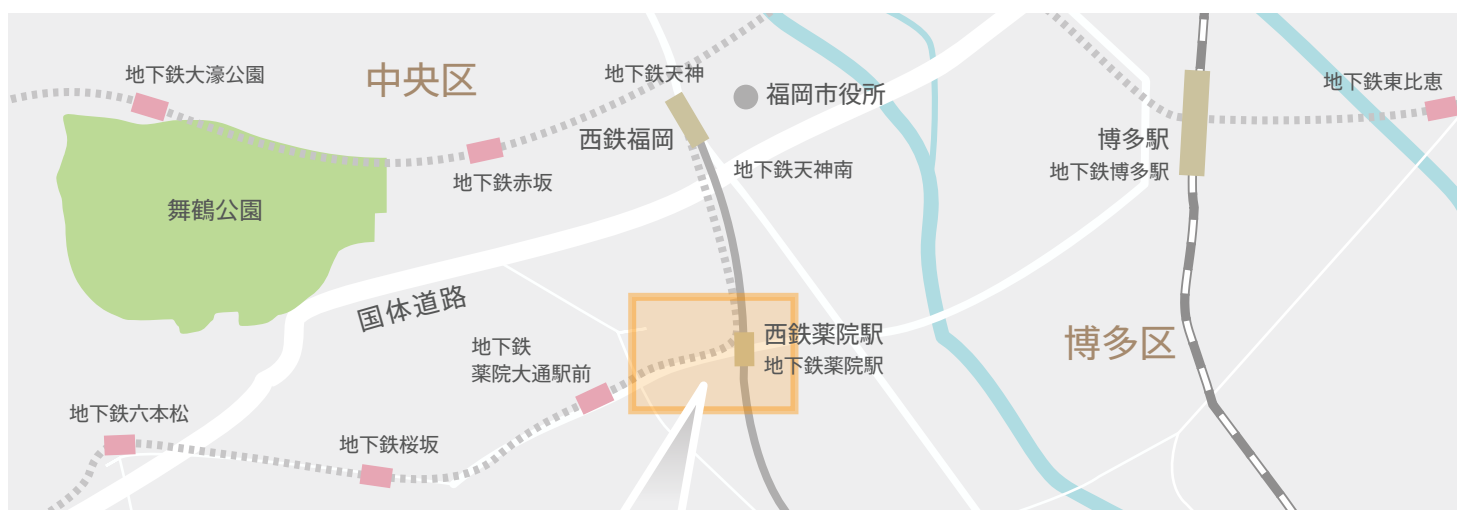 地下鉄大濠公園
中央区
地下鉄天神
福岡市役所
地下鉄東比恵
西鉄福岡
博多駅
地下鉄博多駅
地下鉄赤坂
地下鉄天神南
舞鶴公園
国体道路
西鉄薬院駅
地下鉄薬院駅
博多区
地下鉄
薬院大通駅前
地下鉄六本松
地下鉄桜坂